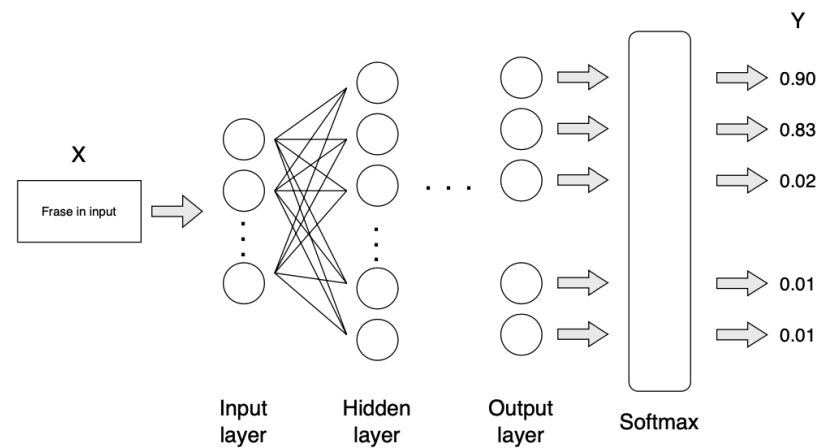 Y
0.90
0.83
X
0.02
Frase in input
0.01
0.01
Input
layer
Hidden
layer
Output
layer
Softmax